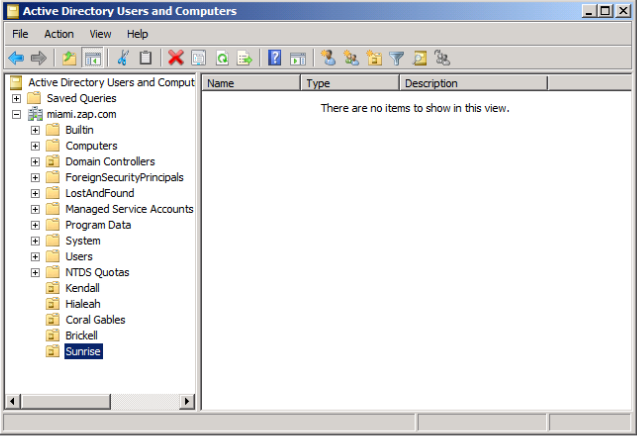 Active Directory Users and Computers
File Action View Help
Active Directory Users and Comput
Name Type Description
Saved Queries
There are no items to show in this view.
miami.zap.com
Builtin
Computers
Domain Controllers
ForeignSecurityPrincipals
LostAndFound
Managed Service Accounts
Program Data
System
Users
NTDS Quotas
Kendall
Hialeah
Coral Gables
Brickell
Sunrise